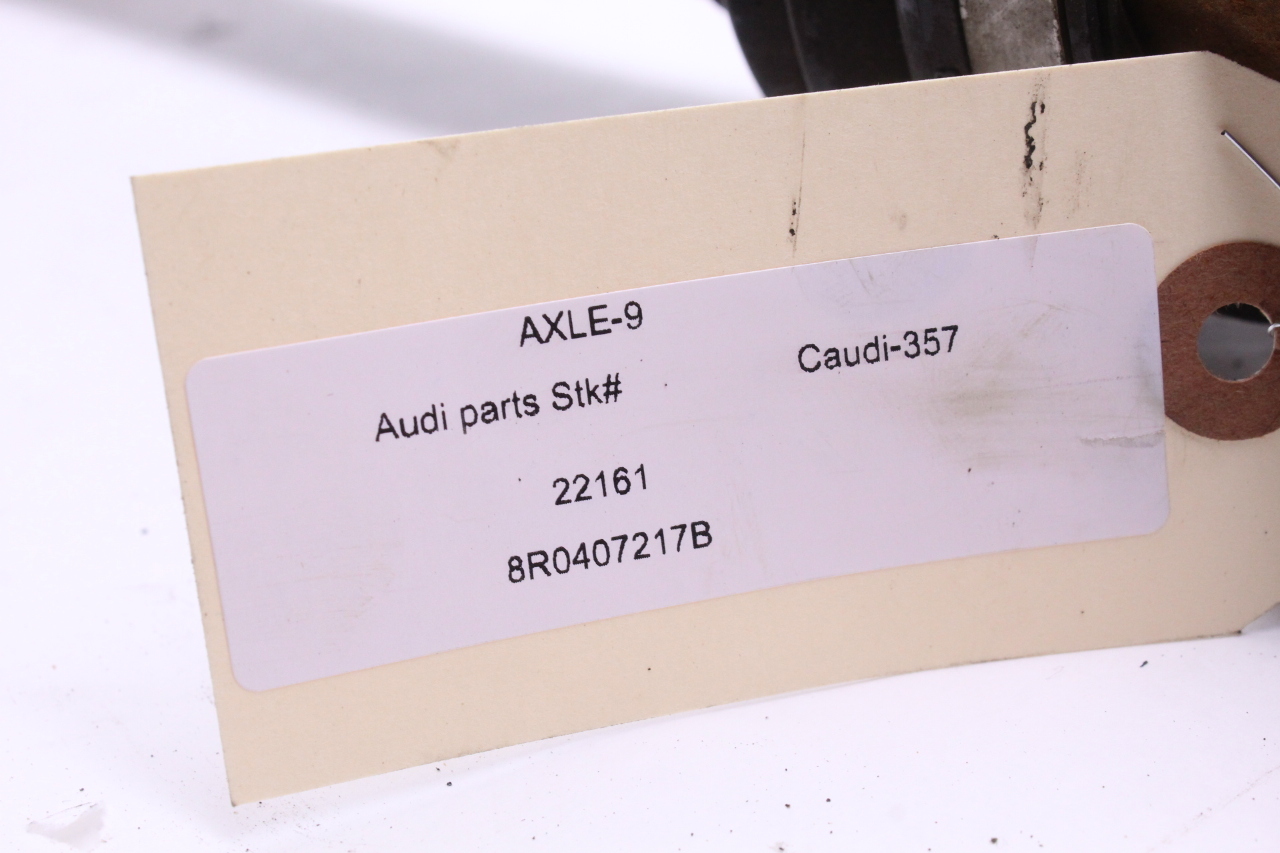 AXLE-9
Audi parts Stk# Caudi-357
22161
8R0407217B